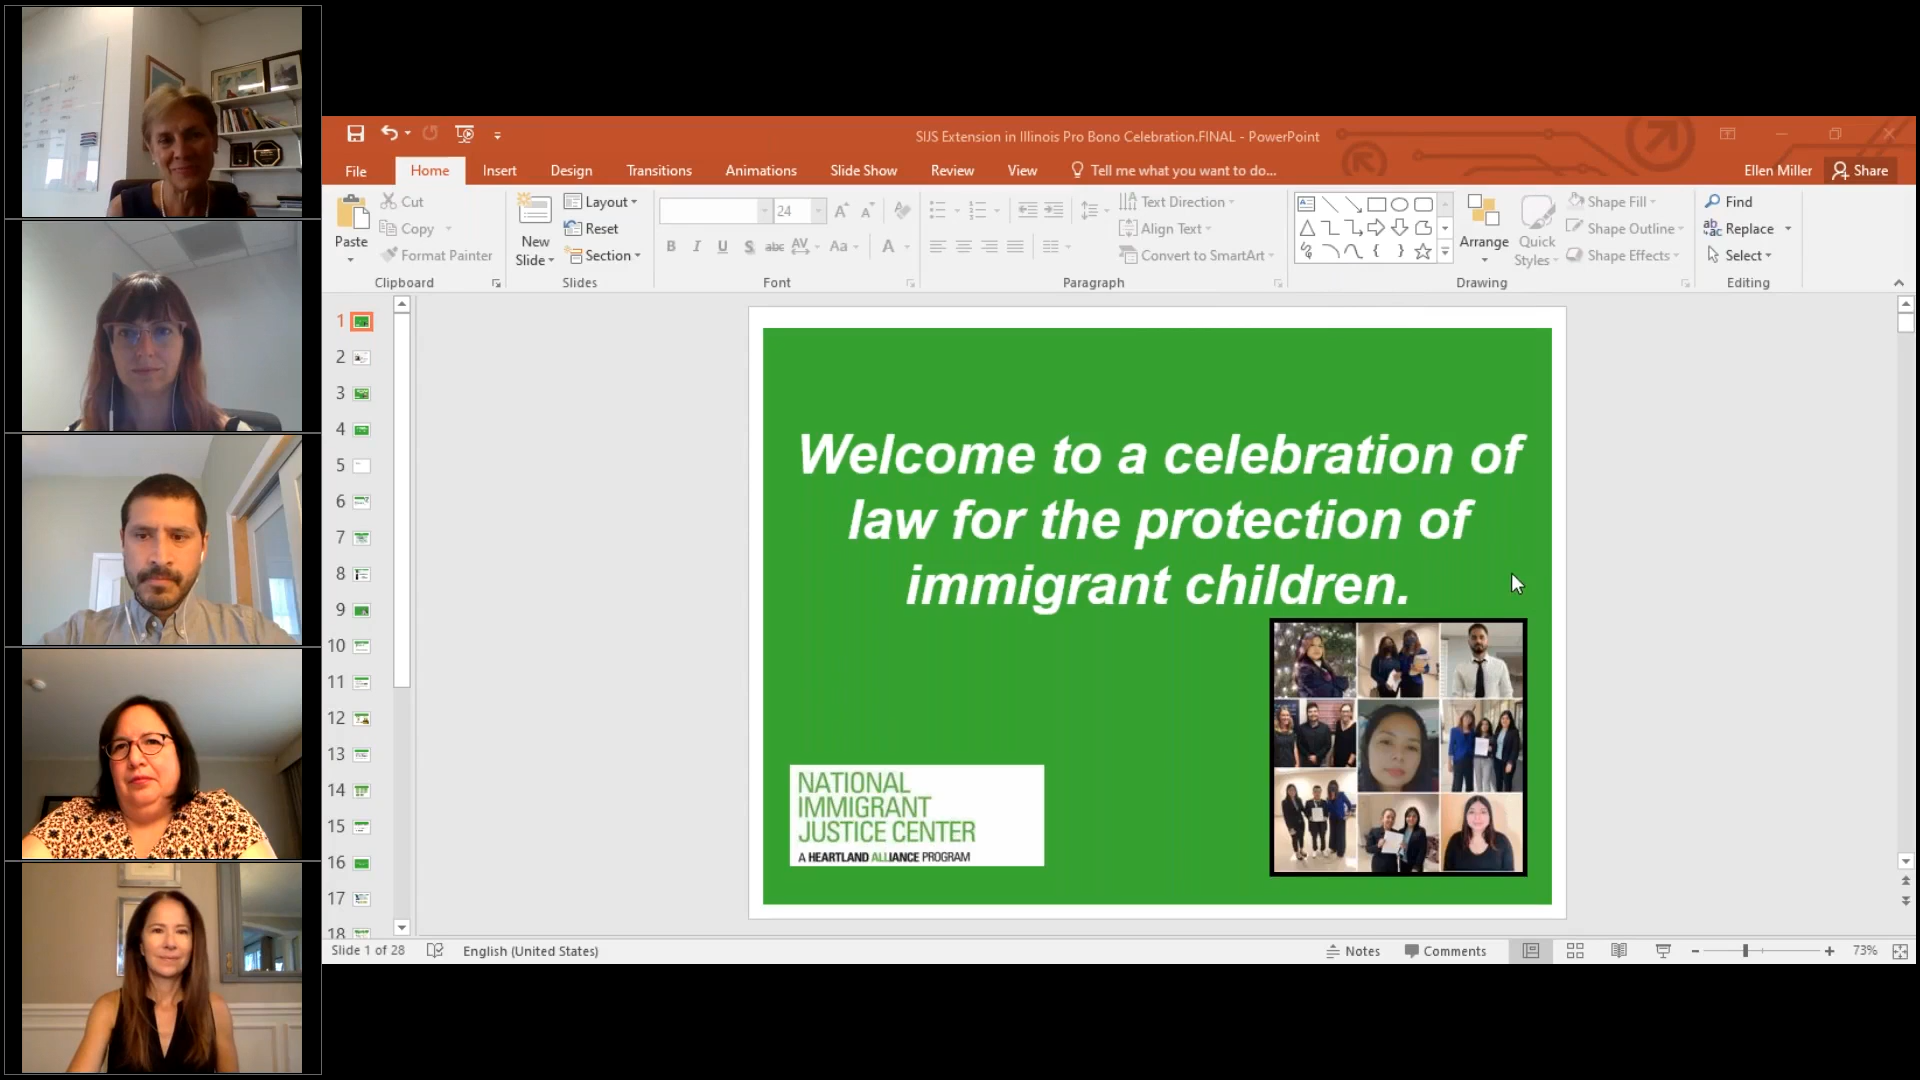 SIJS Extension in Illinois Pro Bono Celebration.FINAL - PowerPoint
File Home Insert Design Transitions Animations Slide Show Review View Tell me what you want to do... Ellen Miller Share
Paste
Cut
Copy
Format Painter
Clipboard
New
Slide
Layout
Reset
Section
Slides
24
B I U S abc AV Aa A
Font
Text Direction
Align Text
Convert to SmartArt
Paragraph
Arrange
Quick
Styles
Shape Fill
Shape Outline
Shape Effects
Drawing
Find
Replace
Select
Editing
1
2
3
4
5
6
7
8
9
10
11
12
13
14
15
16
17
18
Welcome to a celebration of
law for the protection of
immigrant children.
NATIONAL
IMMIGRANT
JUSTICE CENTER
A HEARTLAND ALLIANCE PROGRAM
Slide 1 of 28 English (United States) Notes Comments 73%